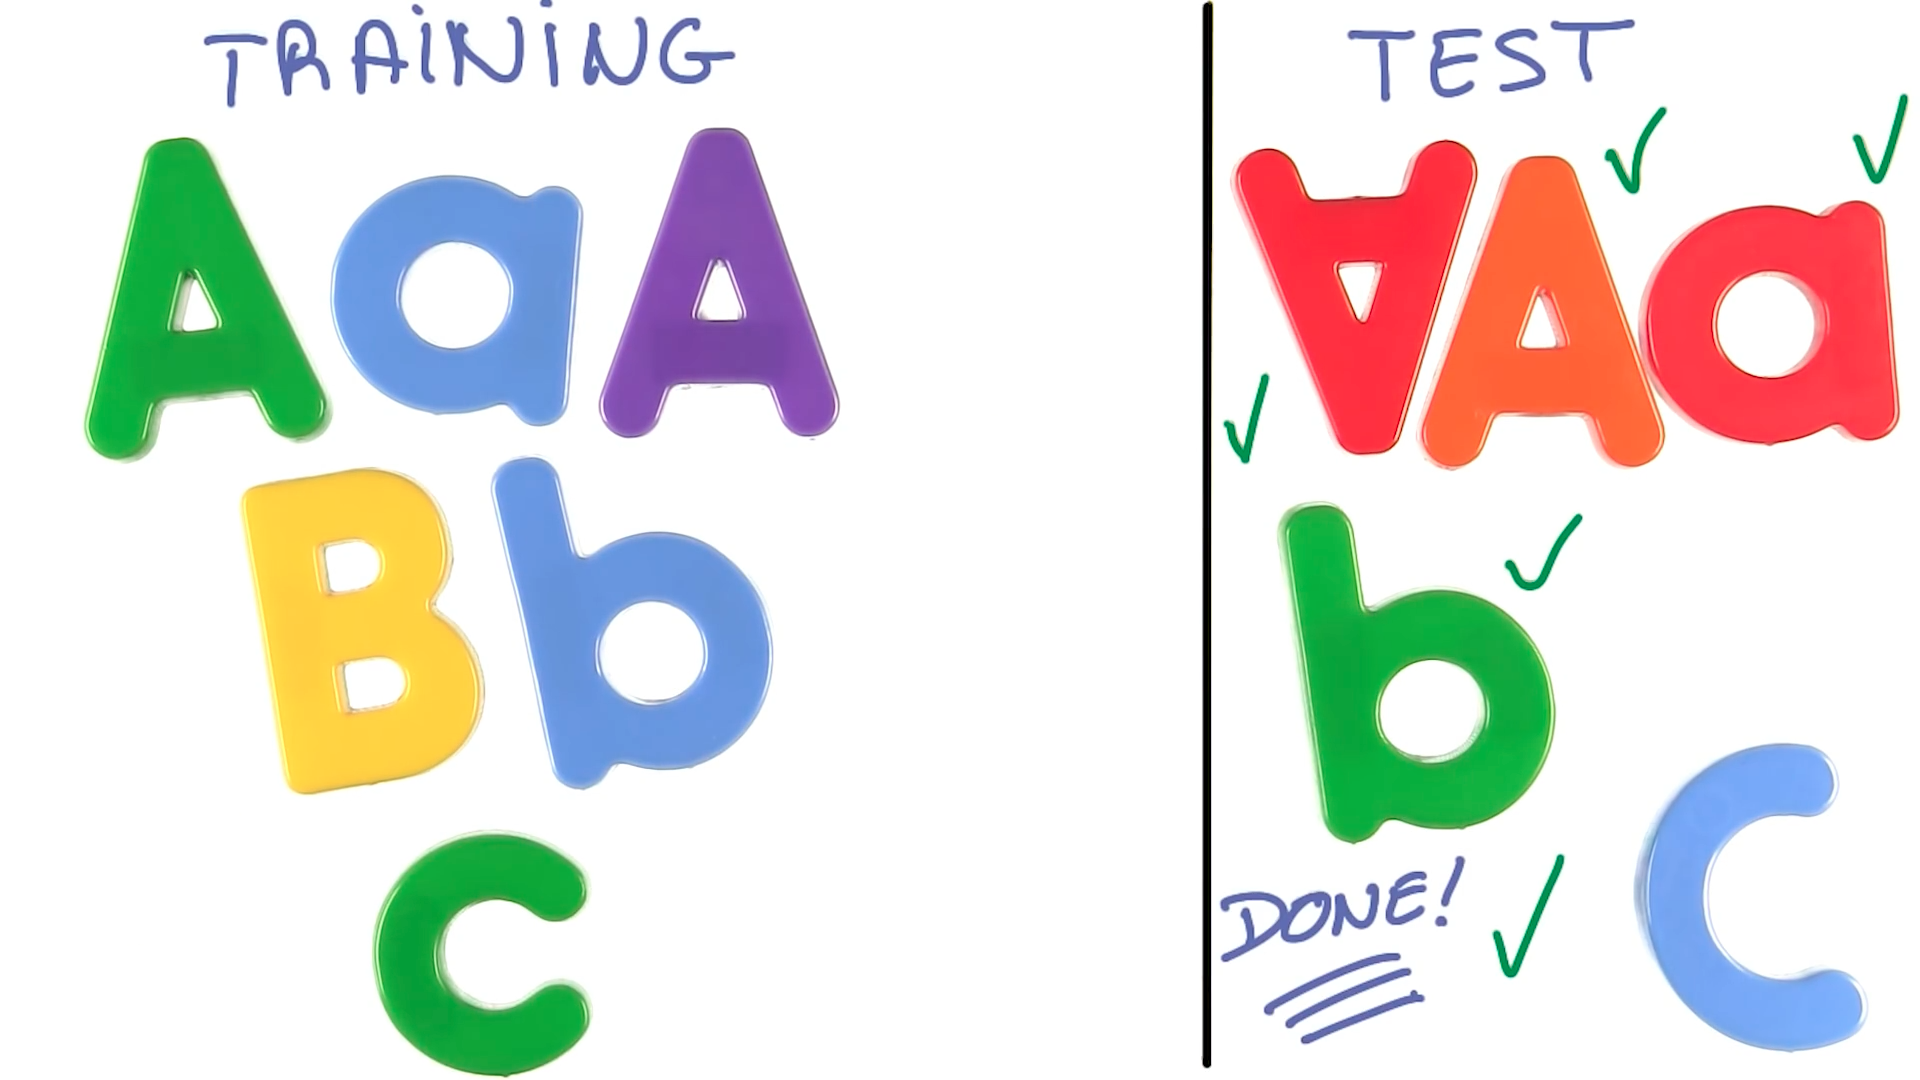 TRAINING
A a A
B b
c
TEST
A A a
b
c
DONE!